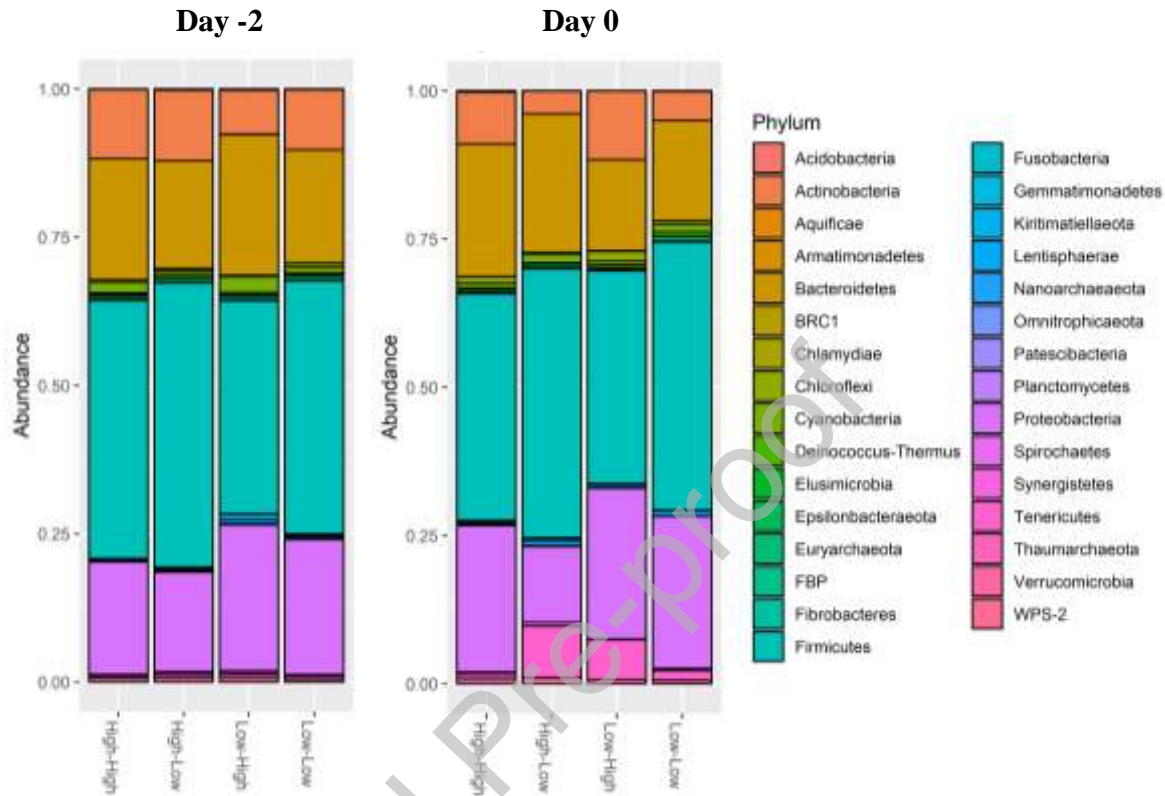 Day -2
Day 0
Abundance
1.00
0.75
0.50
0.25
0.00
High-High
High-Low
Low-High
Low-Low
Abundance
1.00
0.75
0.50
0.25
0.00
High-High
High-Low
Low-High
Low-Low
Phylum
Acidobacteria
Actinobacteria
Aquificae
Armatimonadetes
Bacteroidetes
BRC1
Chlamydiae
Chloroflexi
Cyanobacteria
Deinococcus-Thermus
Elusimicrobia
Epsilonbacteraeota
Euryarchaeota
FBP
Fibrobacteres
Firmicutes
Fusobacteria
Gemmatimonadetes
Kiritimatiellaeota
Lentisphaerae
Nanoarchaeaeota
Omnitrophicaeota
Patescibacteria
Planctomycetes
Proteobacteria
Spirochaetes
Synergistetes
Tenericutes
Thaumarchaeota
Verrucomicrobia
WPS-2
Pre-proof